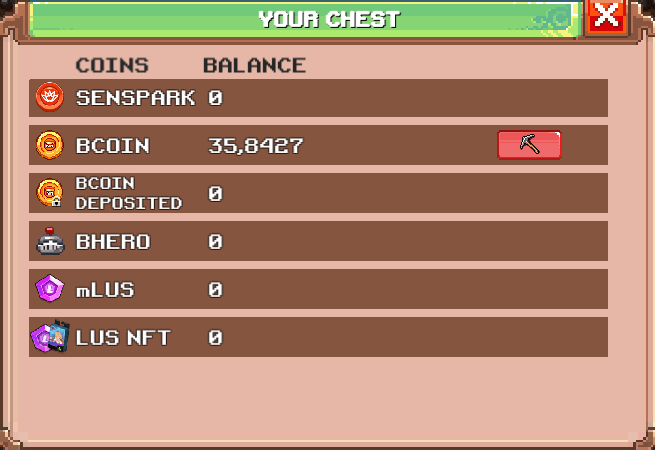 YOUR CHEST
COINS BALANCE
SENSPARK 0
BCOIN 35,8427
BCOIN
DEPOSITED 0
BHERO 0
mLUS 0
LUS NFT 0